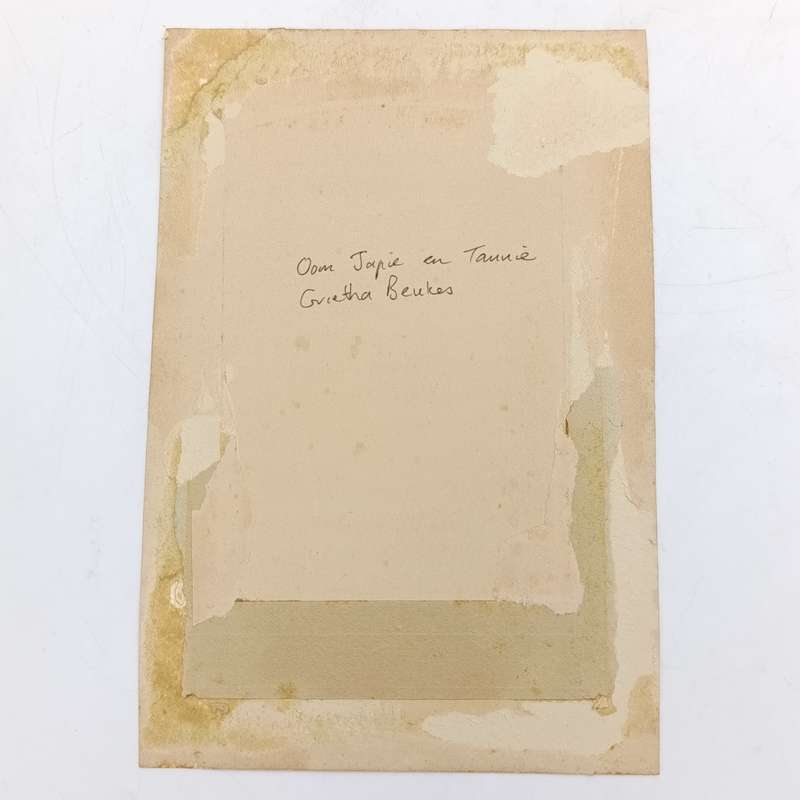 Oom Japie en Tannie
Grietha Beukes